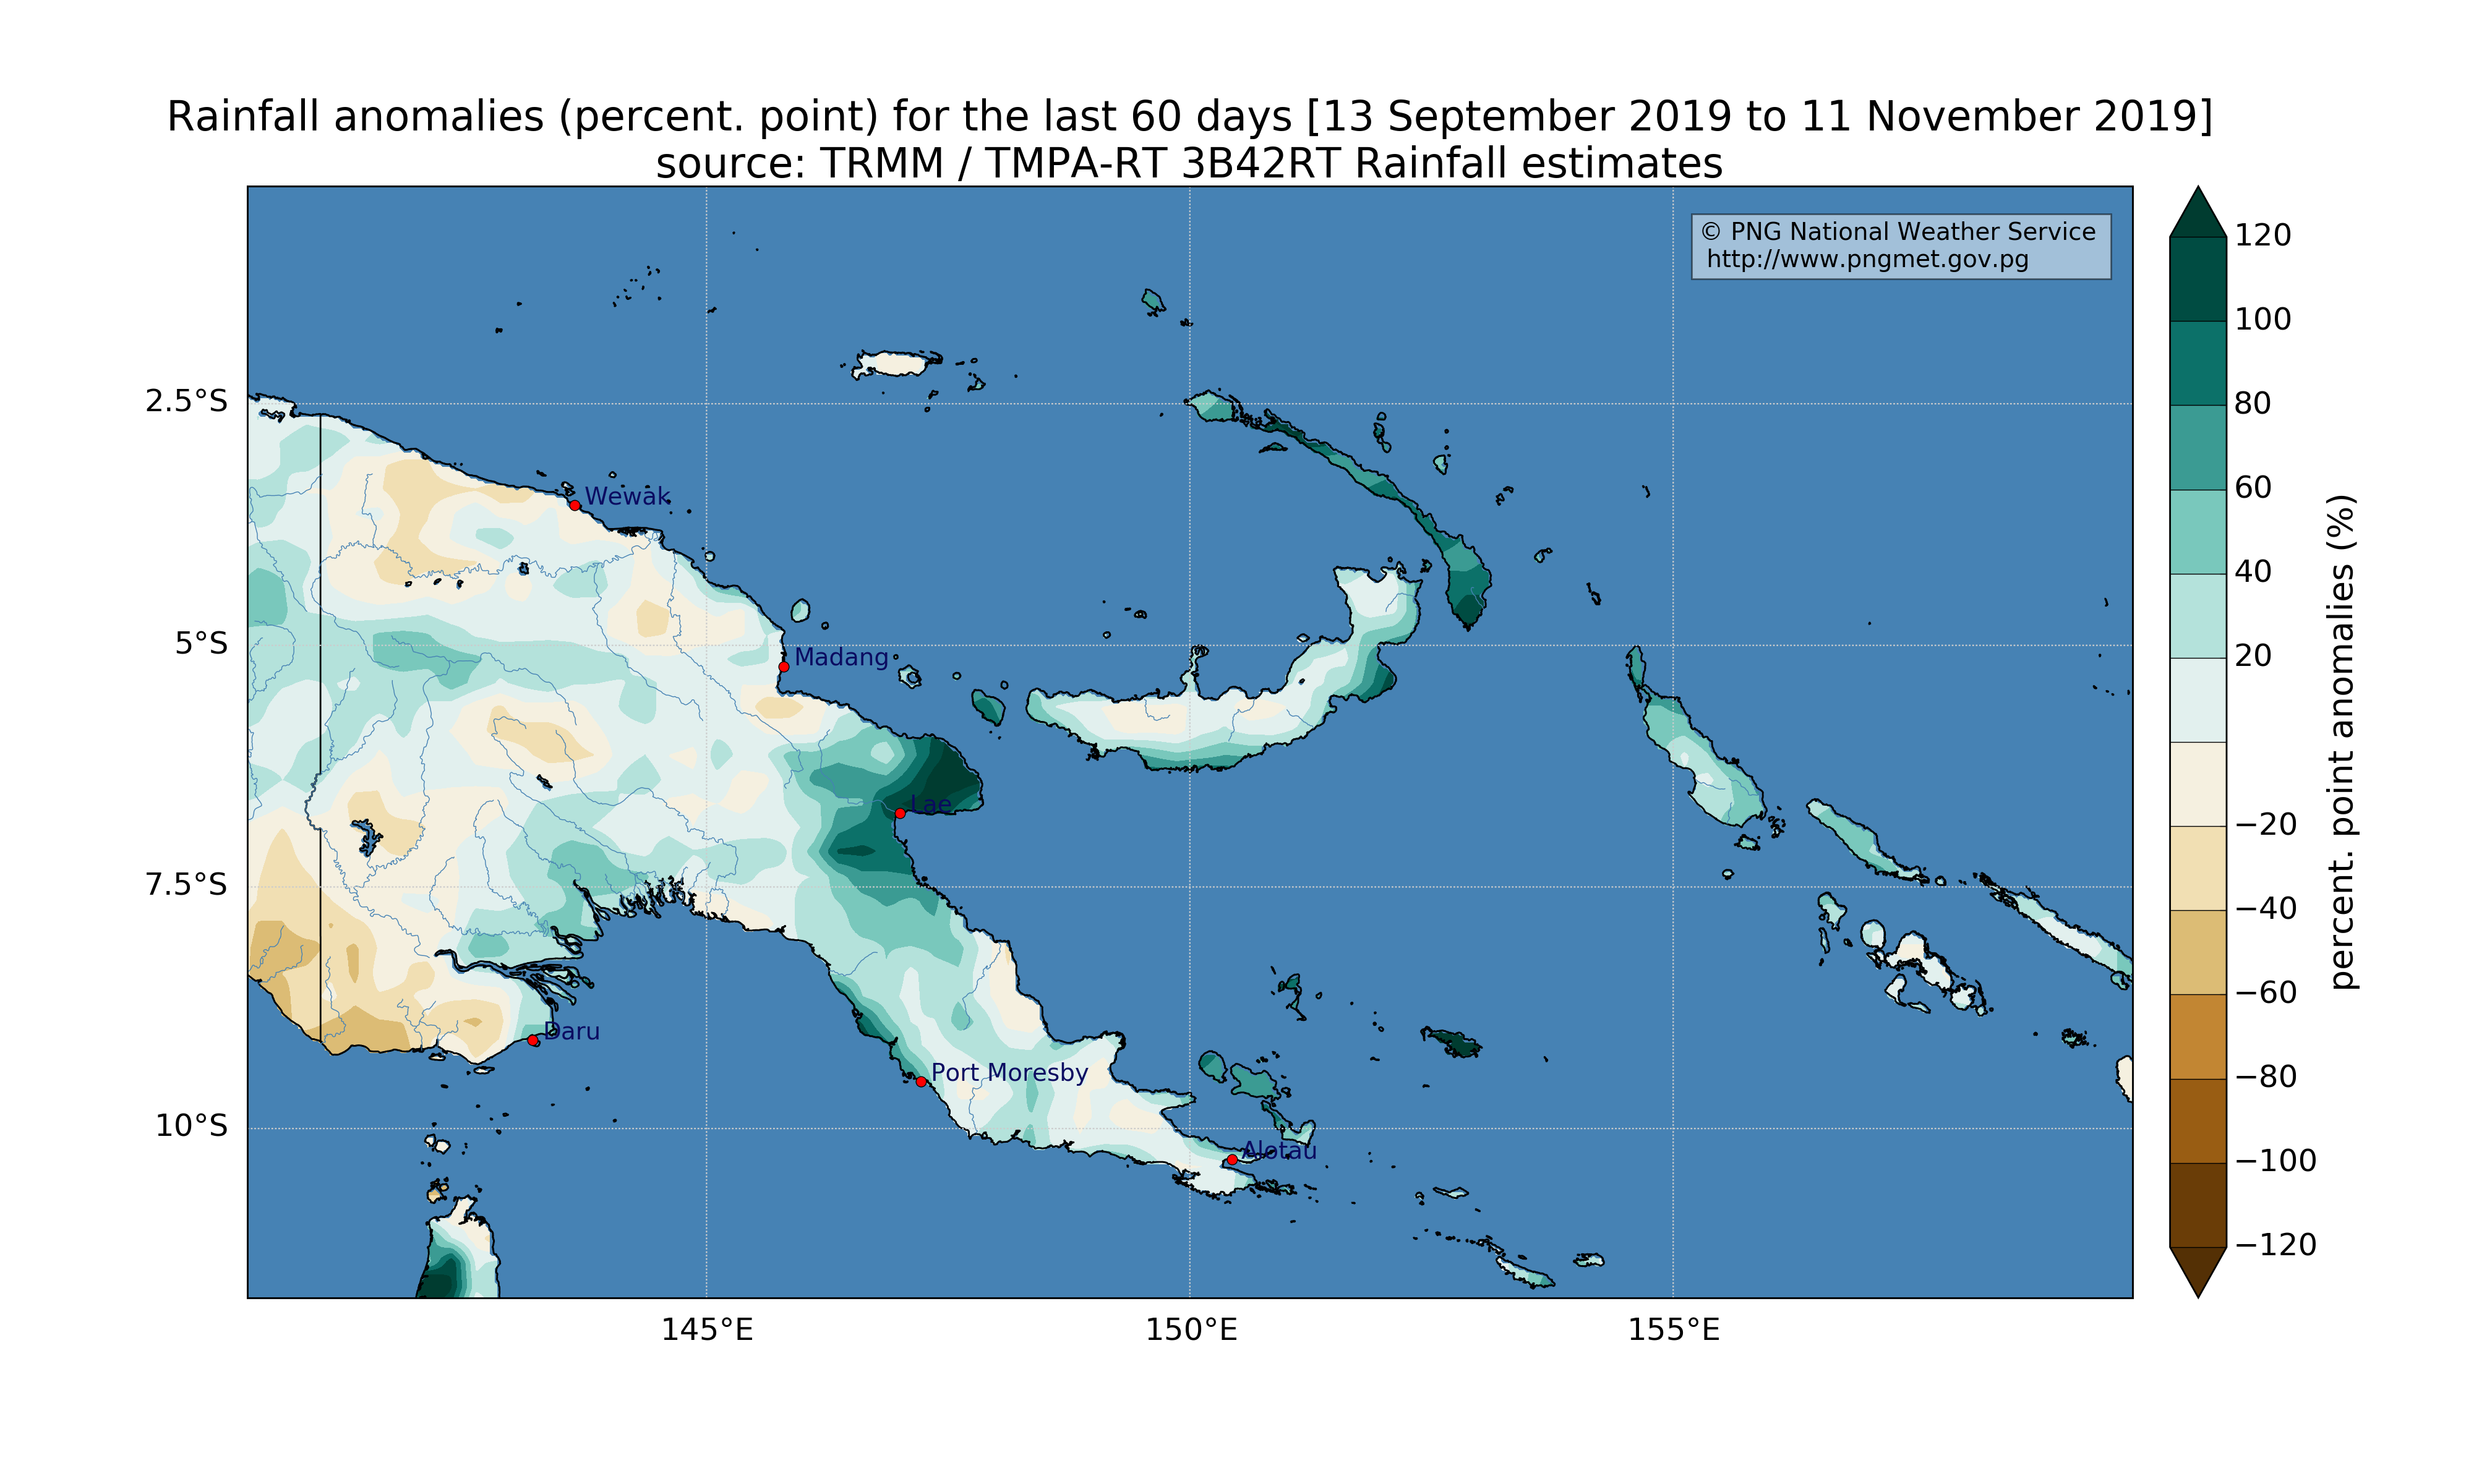 Rainfall anomalies (percent. point) for the last 60 days [13 September 2019 to 11 November 2019]
source: TRMM / TMPA-RT 3B42RT Rainfall estimates
© PNG National Weather Service
http://www.pngmet.gov.pg
2.5°S
5°S
7.5°S
10°S
Wewak
Madang
Lae
Daru
Port Moresby
Alotau
145°E
150°E
155°E
120
100
80
60
40
20
−20
−40
−60
−80
−100
−120
percent. point anomalies (%)